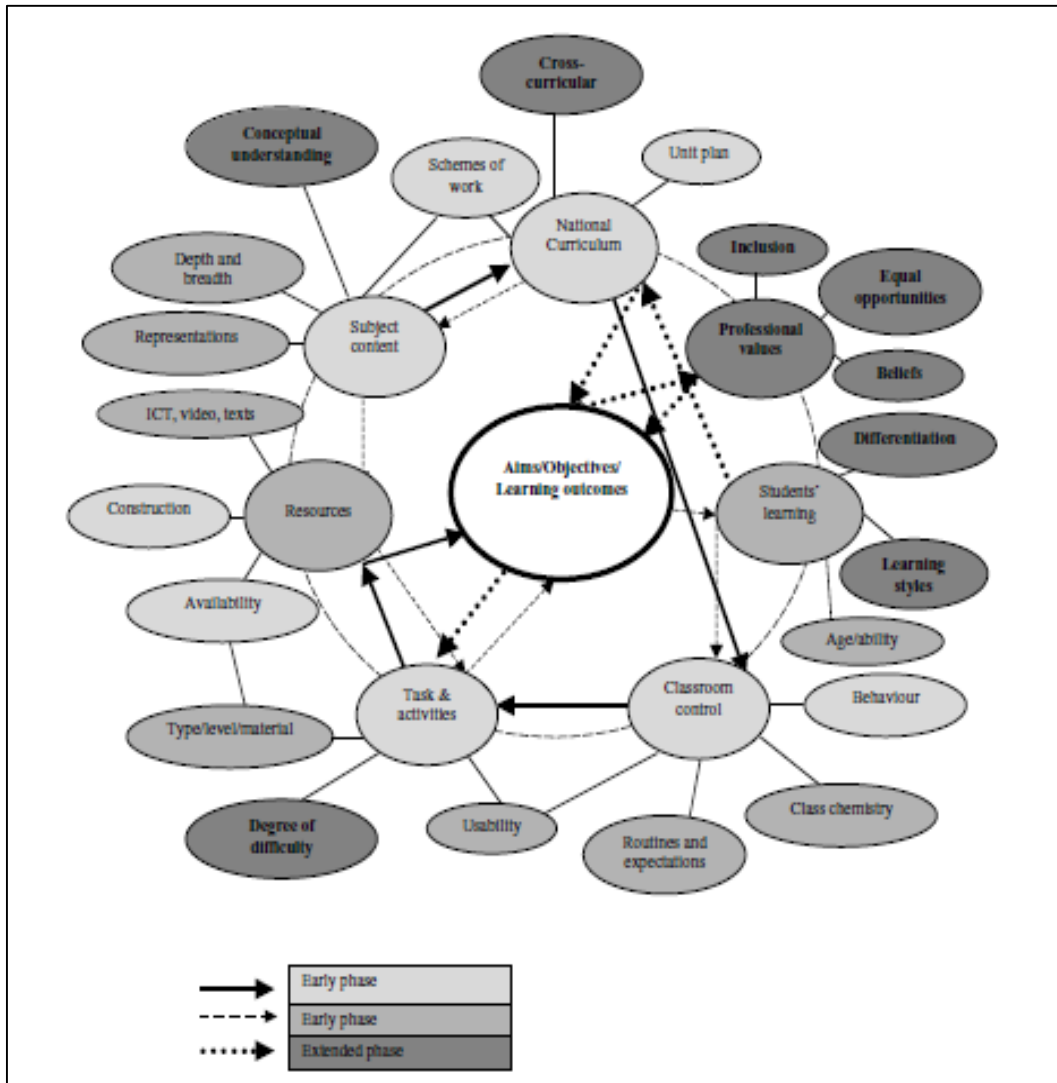 Cross-
curricular
Conceptual
understanding
Schemes of
work
Unit plan
National
Curriculum
Inclusion
Equal
opportunities
Depth and
breadth
Subject
content
Professional
values
Representations
Beliefs
ICT, video, texts
Differentiation
Aims/Objectives/
Learning outcomes
Construction
Resources
Students'
learning
Learning
styles
Availability
Age/ability
Task &
activities
Classroom
control
Behaviour
Type/level/material
Class chemistry
Degree of
difficulty
Usability
Routines and
expectations
Early phase
Early phase
Extended phase